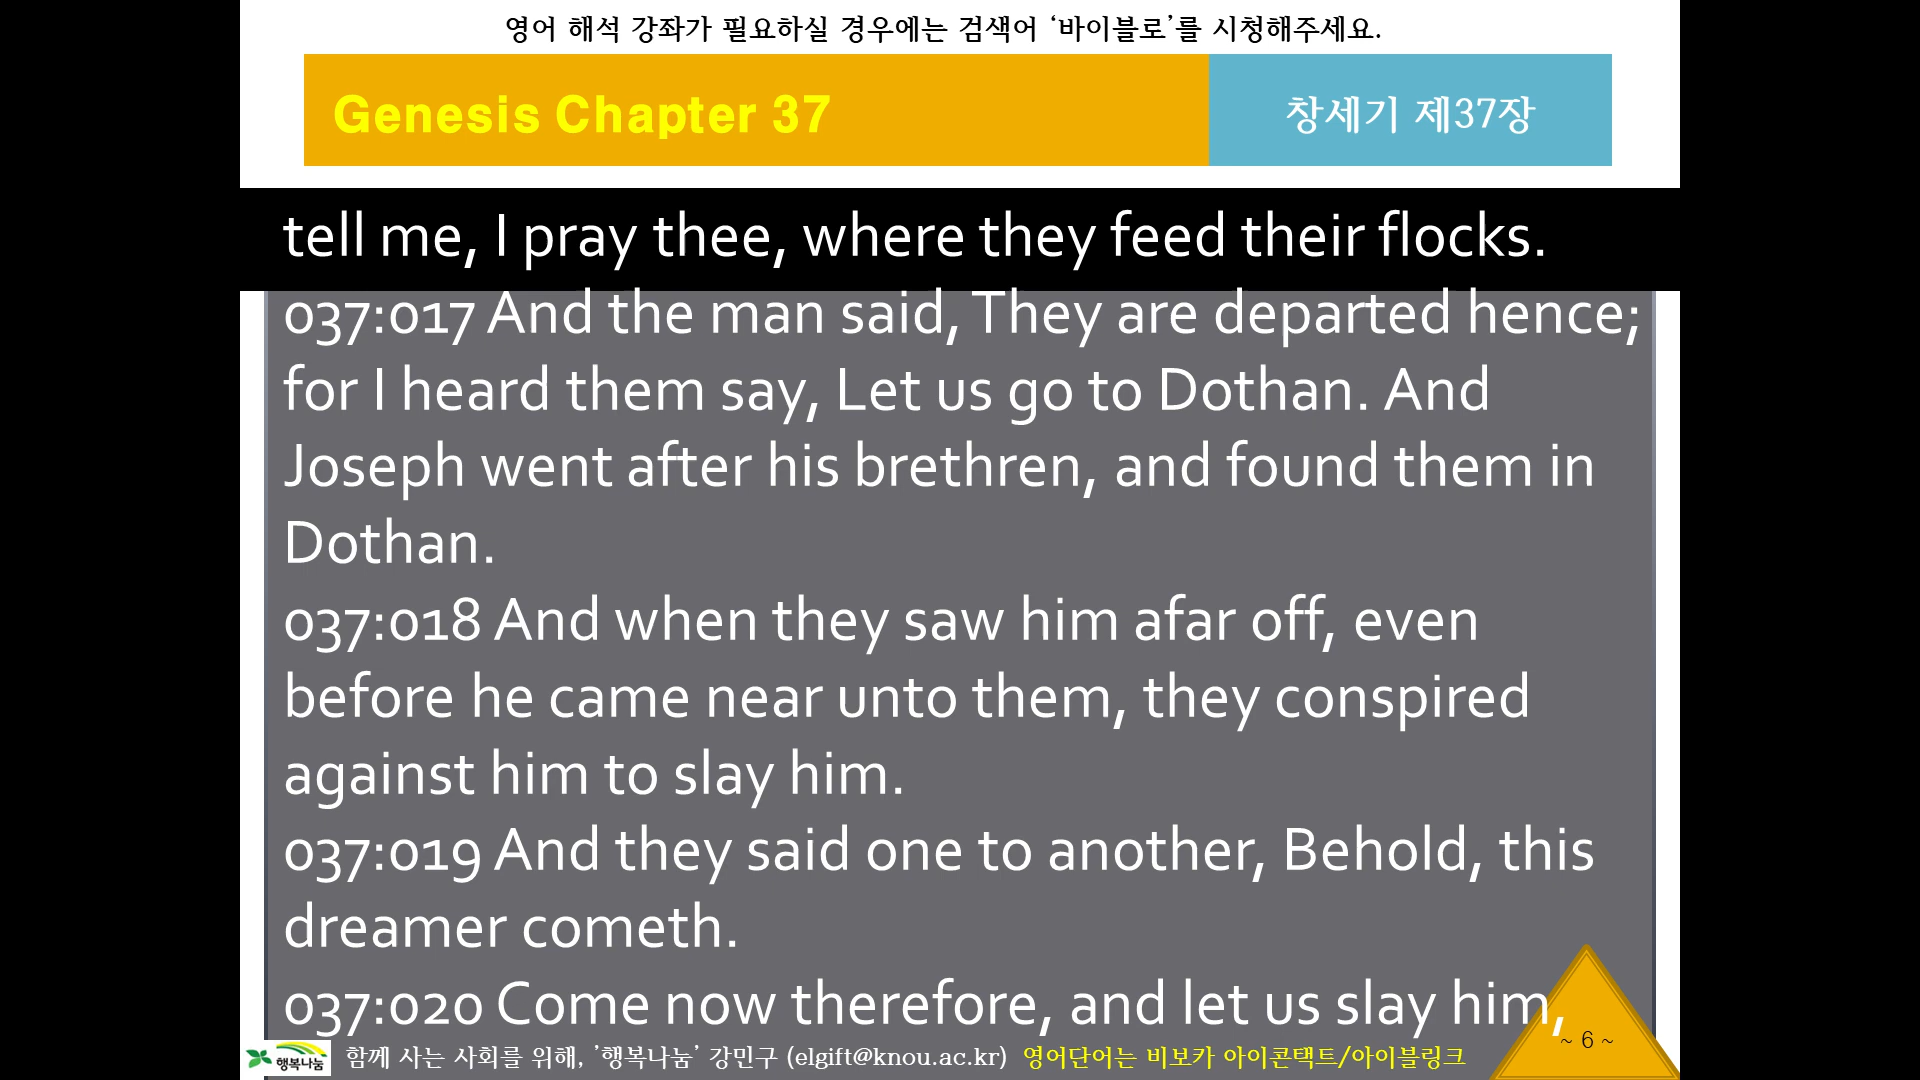 영어 해석 강좌가 필요하실 경우에는 검색어 ‘바이블로’를 시청해주세요.
Genesis Chapter 37
창세기 제37장
tell me, I pray thee, where they feed their flocks.
037:017 And the man said, They are departed hence;
for I heard them say, Let us go to Dothan. And
Joseph went after his brethren, and found them in
Dothan.
037:018 And when they saw him afar off, even
before he came near unto them, they conspired
against him to slay him.
037:019 And they said one to another, Behold, this
dreamer cometh.
037:020 Come now therefore, and let us slay him,
~ 6 ~
행복나눔
함께 사는 사회를 위해, ’행복나눔’ 강민구 (elgift@knou.ac.kr) 영어단어는 비보카 아이콘택트/아이블링크